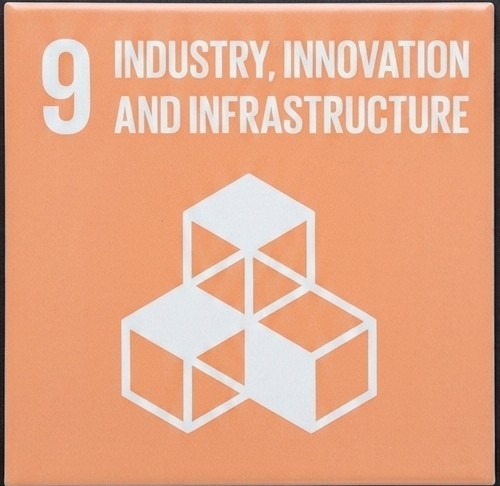 9 INDUSTRY, INNOVATION
AND INFRASTRUCTURE